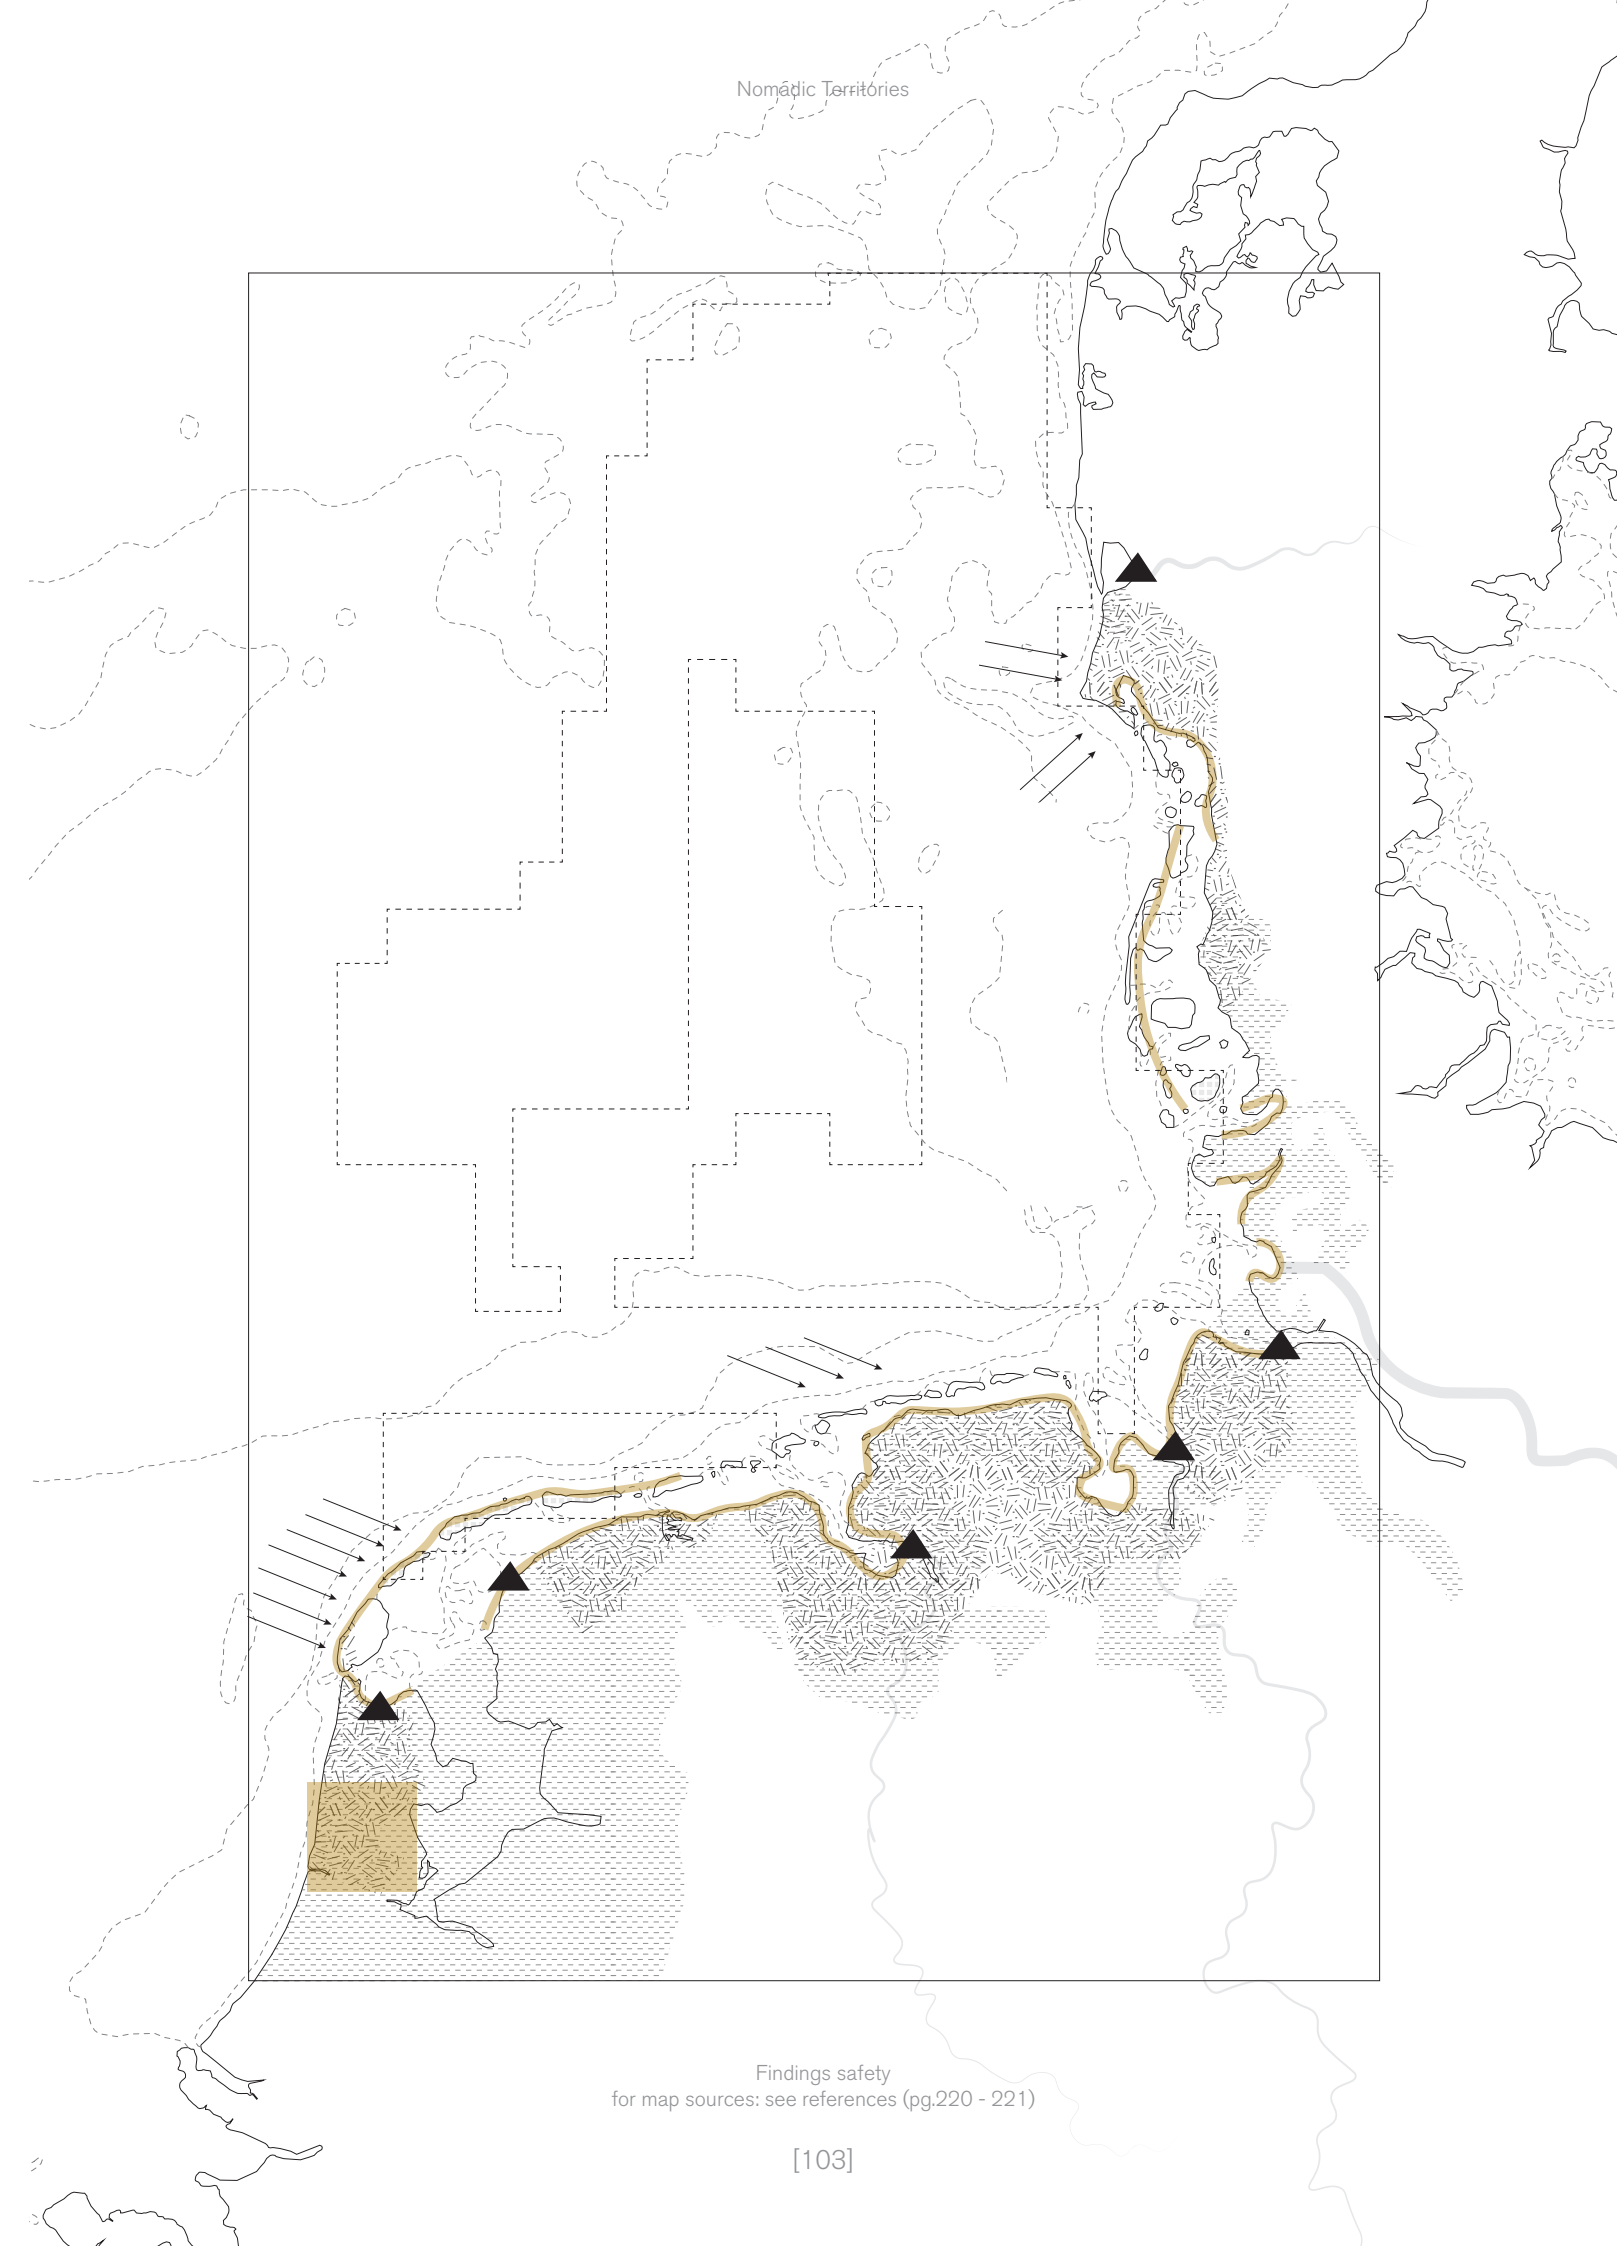 Nomadic Territories
Findings safety
for map sources: see references (pg.220 - 221)
[103]